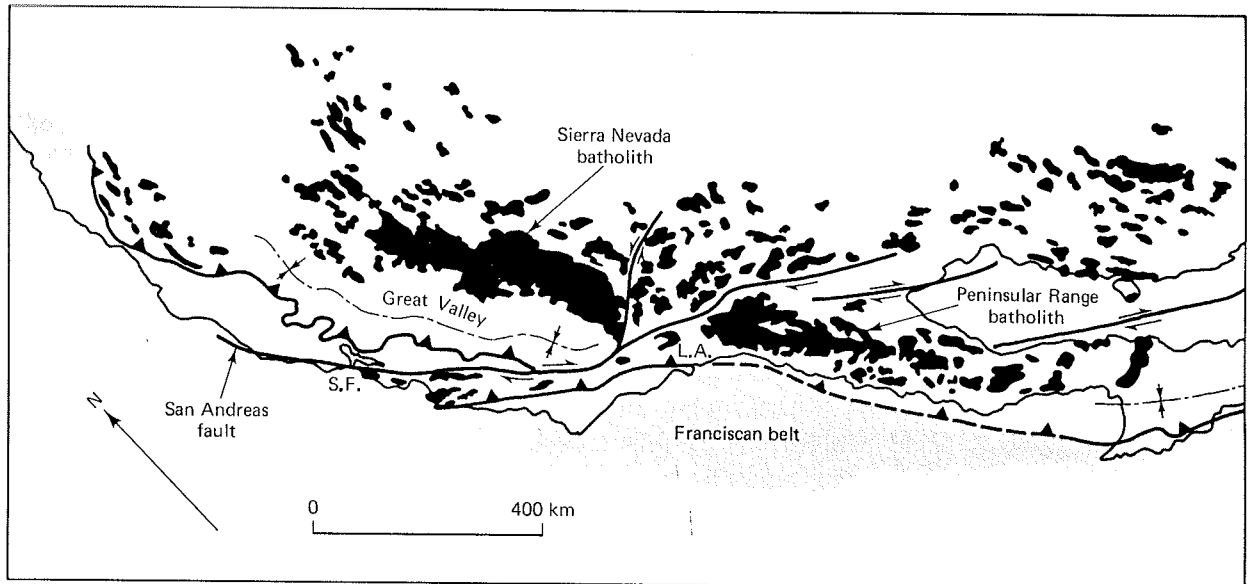 Sierra Nevada
batholith
Great Valley
Peninsular Range
batholith
L.A.
S.F.
San Andreas
fault
N
Franciscan belt
0 400 km